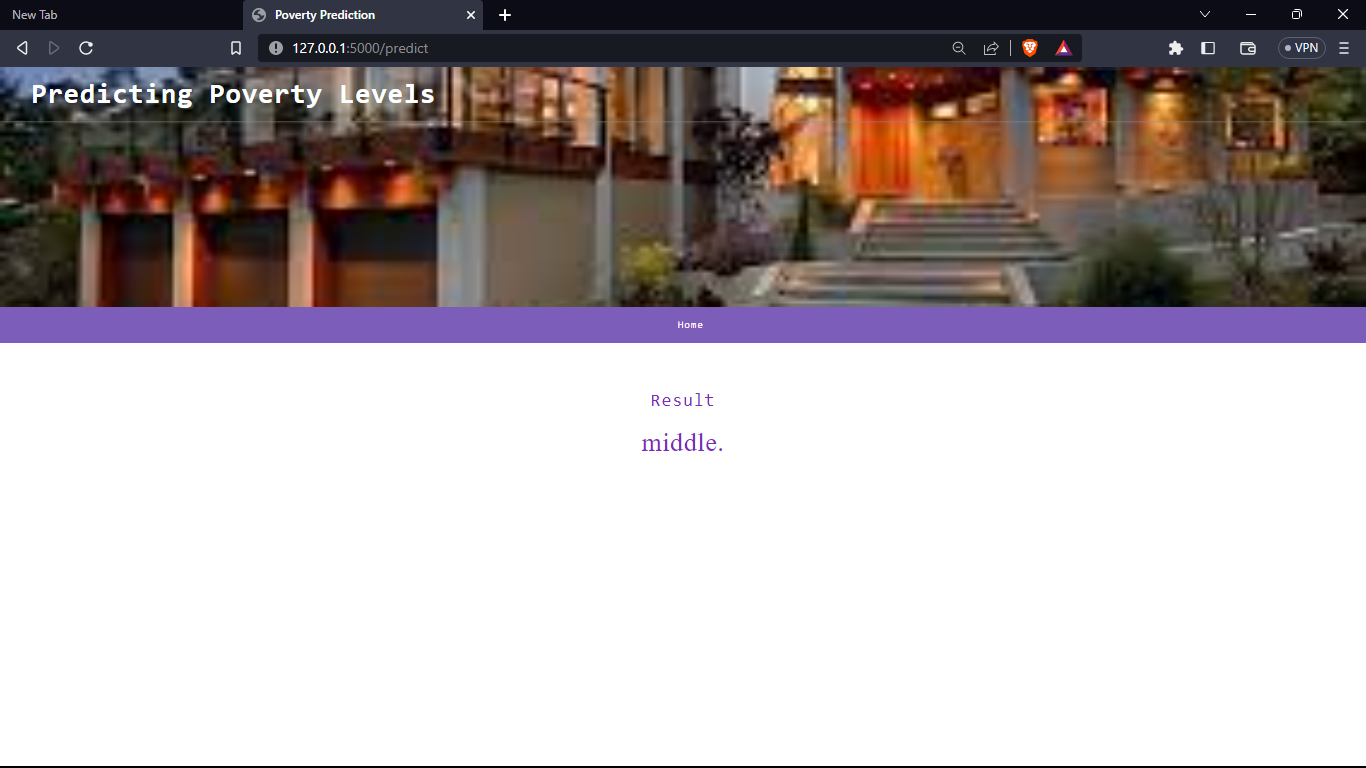 New Tab
Poverty Prediction
127.0.0.1:5000/predict
VPN
Predicting Poverty Levels
Home
Result
middle.